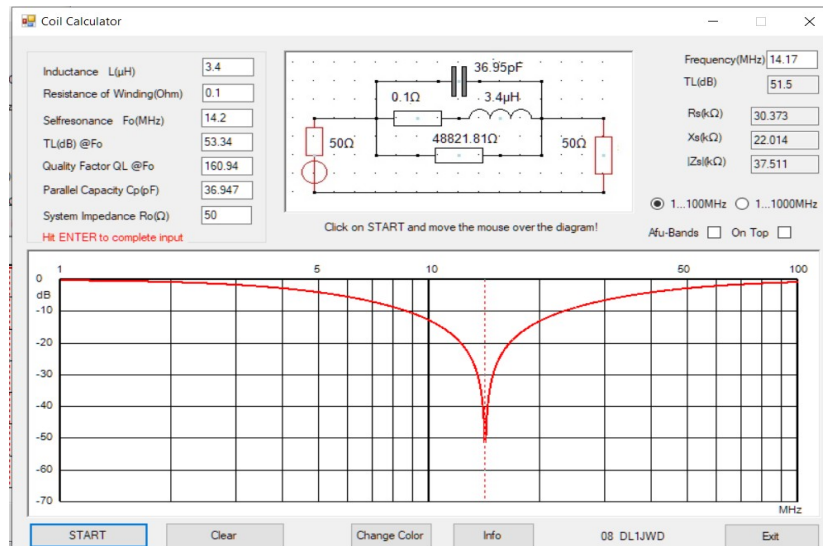 Coil Calculator
Inductance L(µH) 3.4
Resistance of Winding(Ohm) 0.1
Selfresonance Fo(MHz) 14.2
TL(dB) @Fo 53.34
Quality Factor QL @Fo 160.94
Parallel Capacity Cp(pF) 36.947
System Impedance Ro(Ω) 50
Hit ENTER to complete input
36.95pF
0.1Ω 3.4µH
50Ω 48821.81Ω 50Ω
Click on START and move the mouse over the diagram!
Frequency(MHz) 14.17
TL(dB) 51.5
Rs(kΩ) 30.373
Xs(kΩ) 22.014
|Zs|(kΩ) 37.511
1...100MHz 1...1000MHz
Afu-Bands On Top
0 1 5 10 50 100
dB
-10
-20
-30
-40
-50
-60
-70
MHz
START Clear Change Color Info 08 DL1JWD Exit